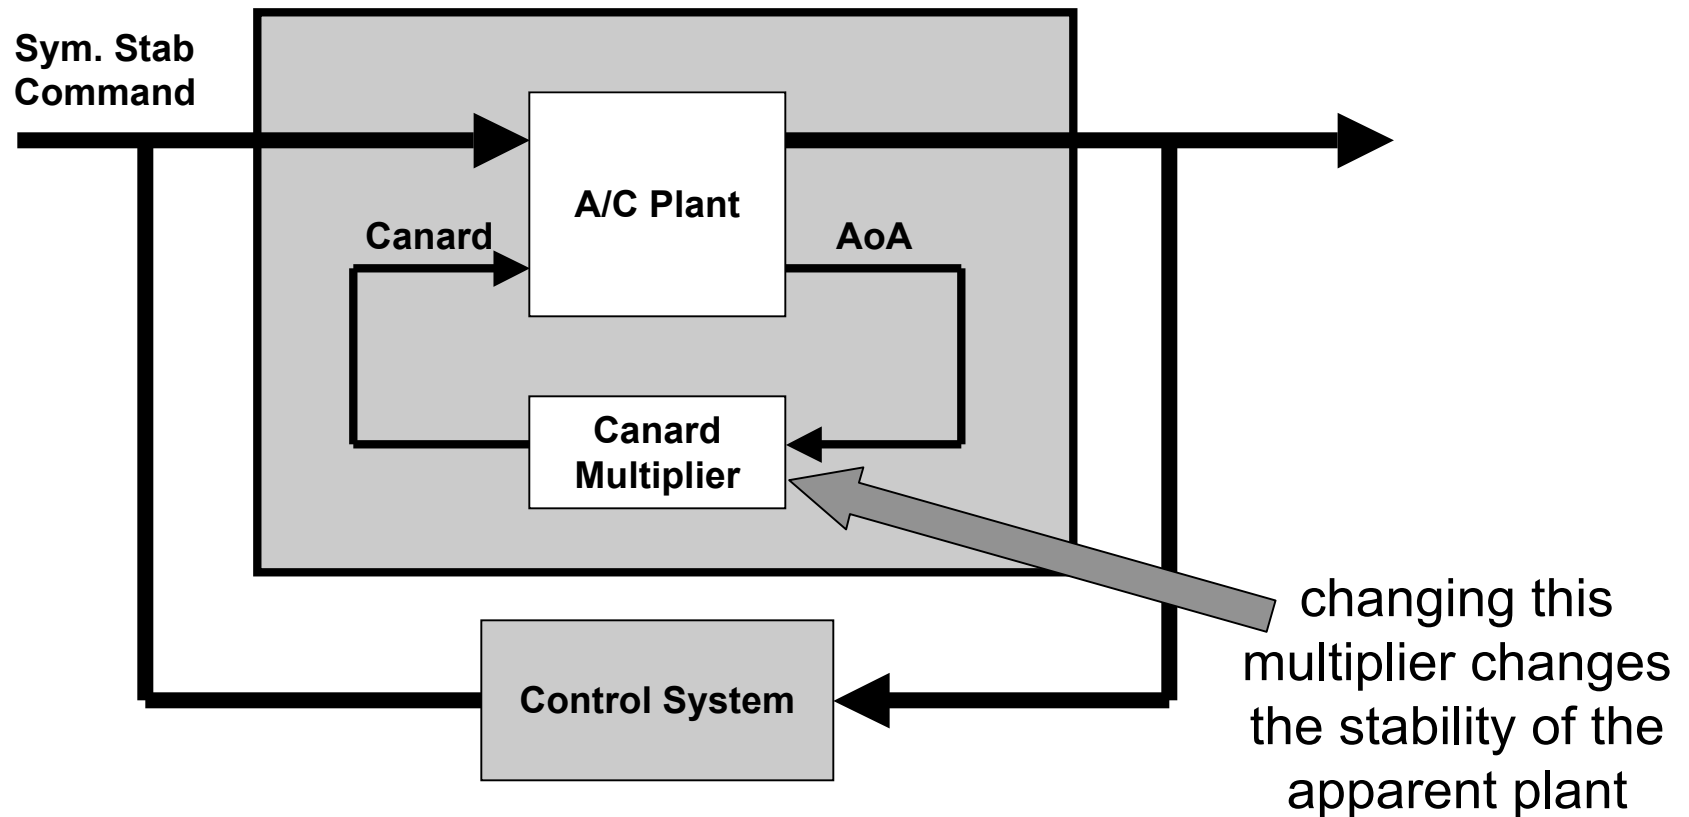 Sym. Stab
Command
A/C Plant
Canard
AoA
Canard
Multiplier
Control System
changing this
multiplier changes
the stability of the
apparent plant